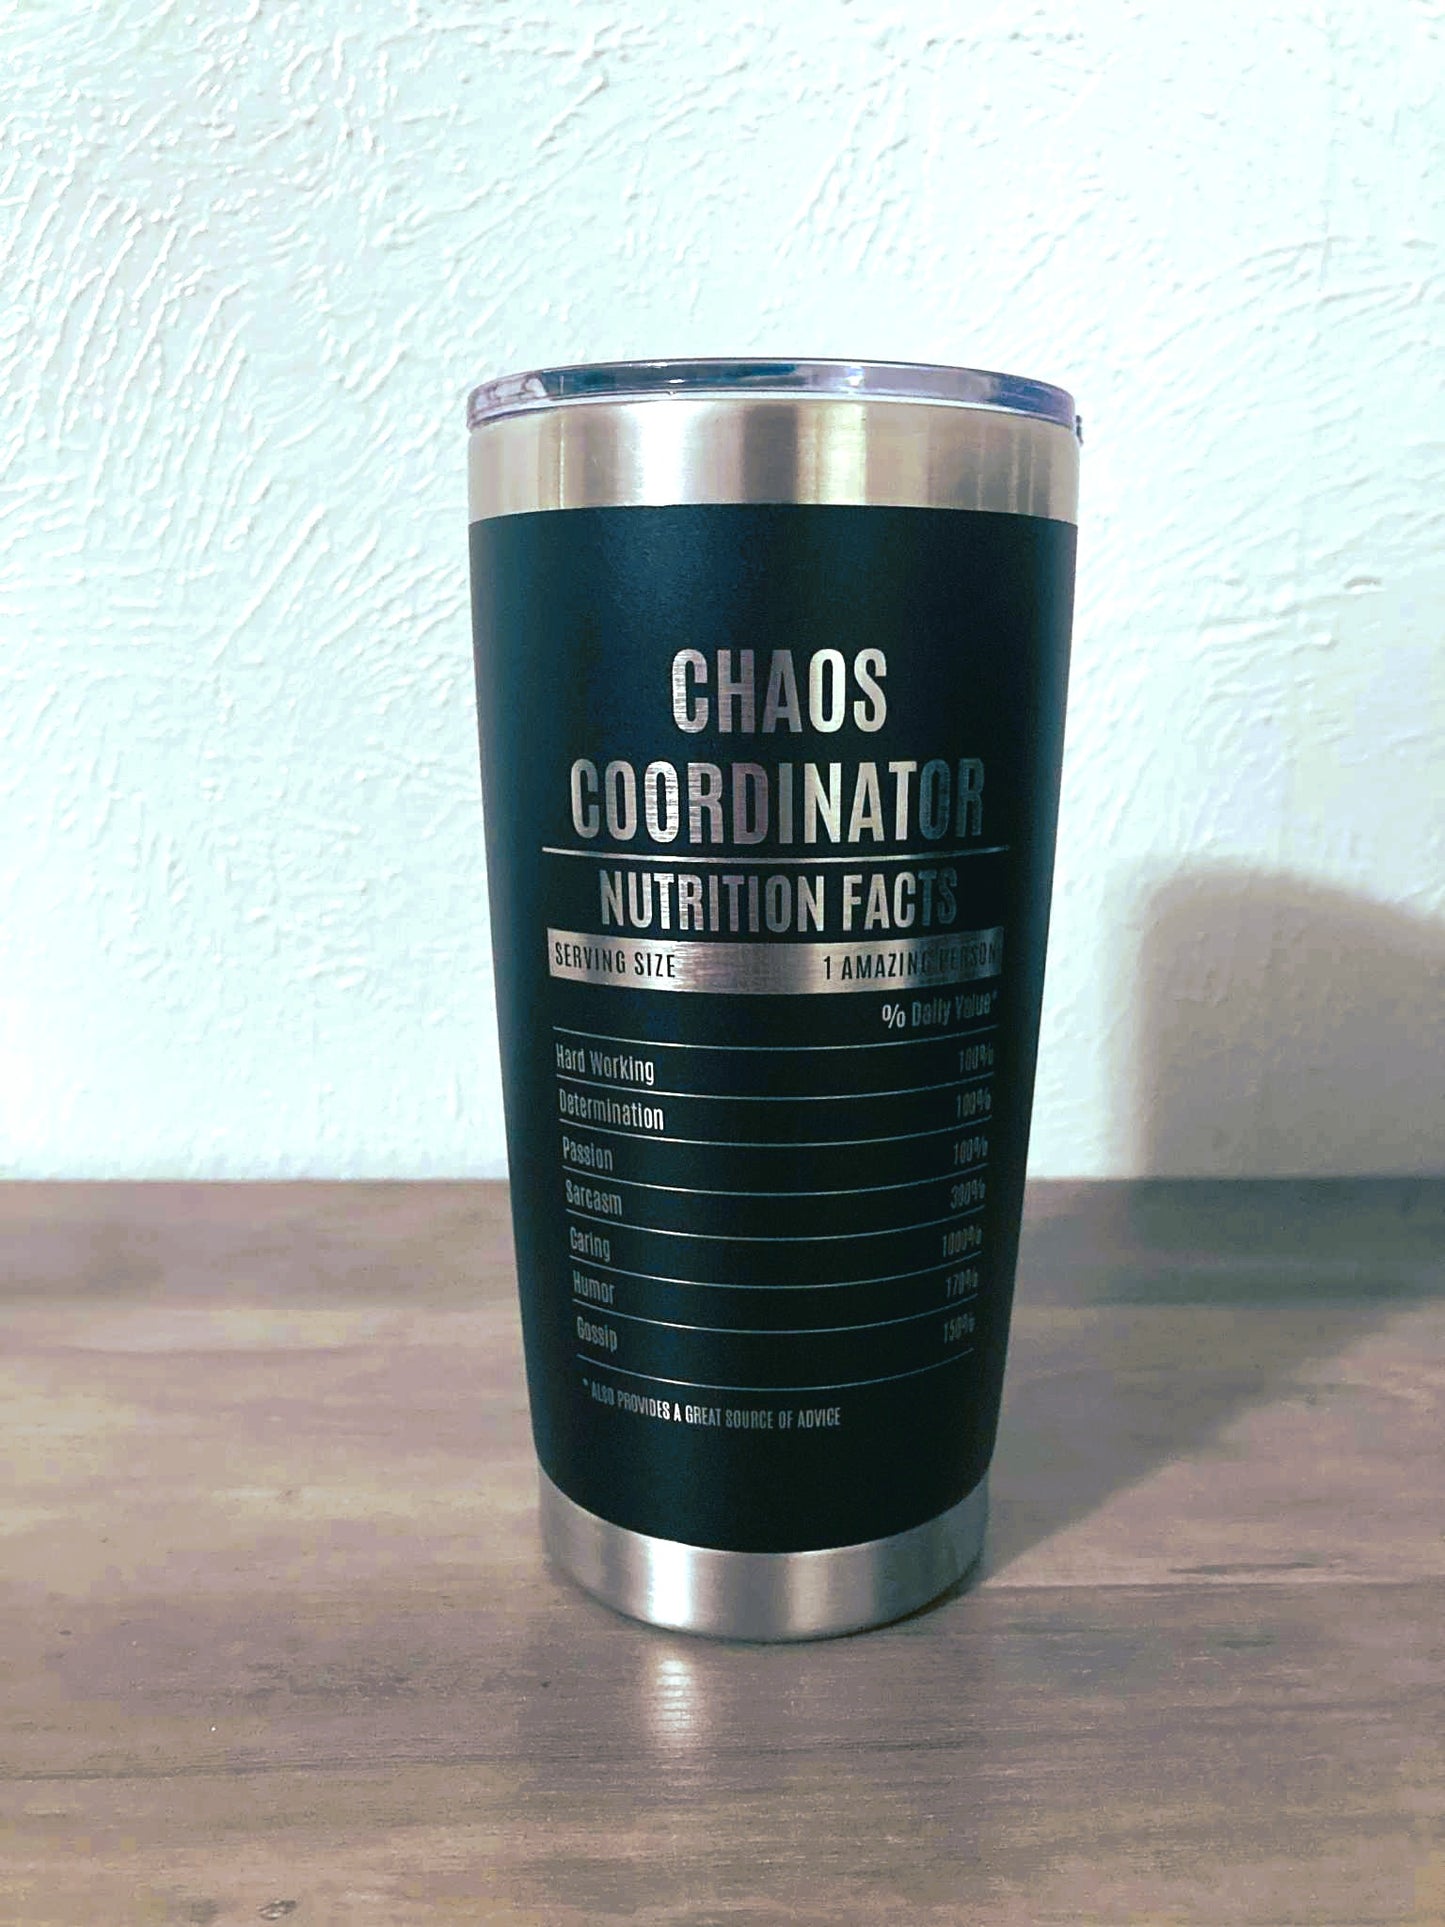 CHAOS
COORDINATOR
NUTRITION FACTS
SERVING SIZE 1 AMAZING PERSON
% Daily Value*
Hard Working 100%
Determination 100%
Passion 100%
Sarcasm 300%
Caring 1000%
Humor 170%
Gossip 150%
* ALSO PROVIDES A GREAT SOURCE OF ADVICE